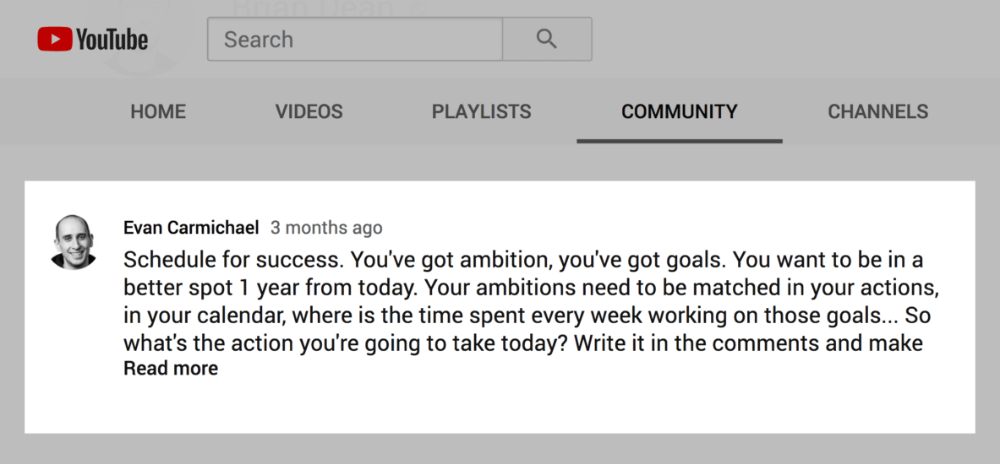 Brian Dean
YouTube
Search
HOME VIDEOS PLAYLISTS COMMUNITY CHANNELS
Evan Carmichael 3 months ago
Schedule for success. You've got ambition, you've got goals. You want to be in a
better spot 1 year from today. Your ambitions need to be matched in your actions,
in your calendar, where is the time spent every week working on those goals... So
what's the action you're going to take today? Write it in the comments and make
Read more